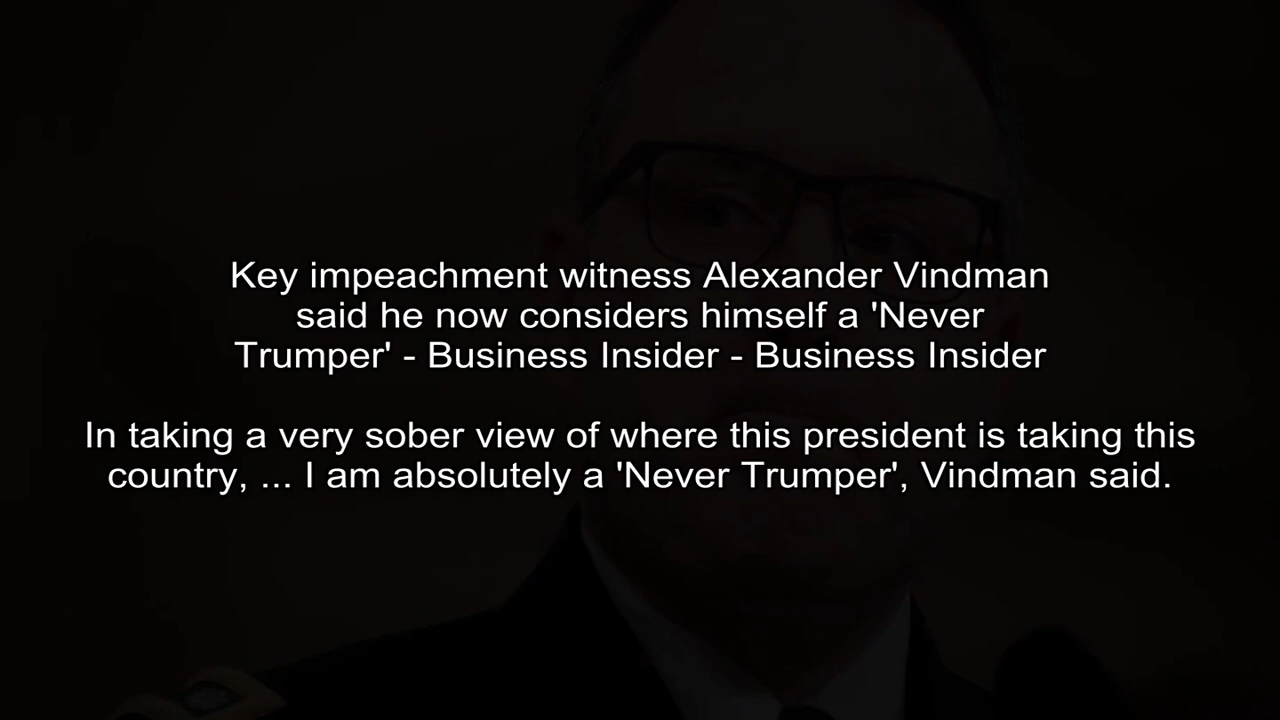 Key impeachment witness Alexander Vindman
said he now considers himself a 'Never
Trumper' - Business Insider - Business Insider
In taking a very sober view of where this president is taking this
country, ... I am absolutely a 'Never Trumper', Vindman said.